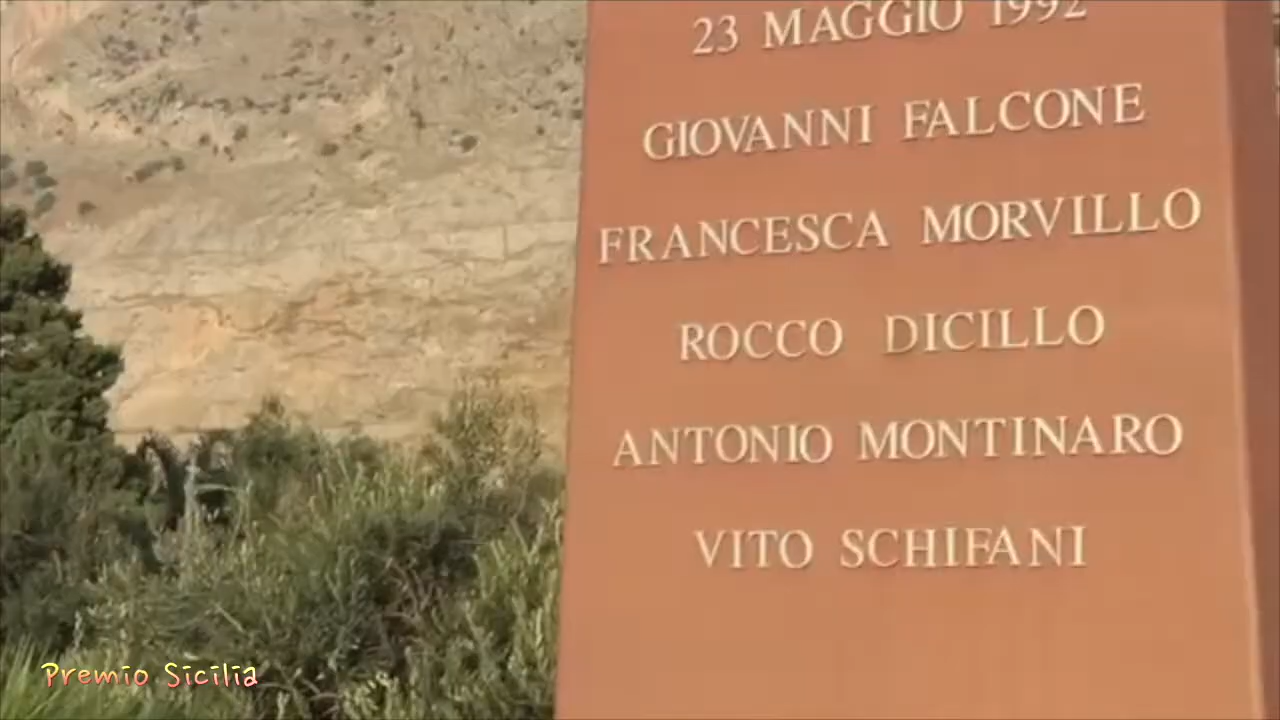 23 MAGGIO 1992
GIOVANNI FALCONE
FRANCESCA MORVILLO
ROCCO DICILLO
ANTONIO MONTINARO
VITO SCHIFANI
Premio Sicilia